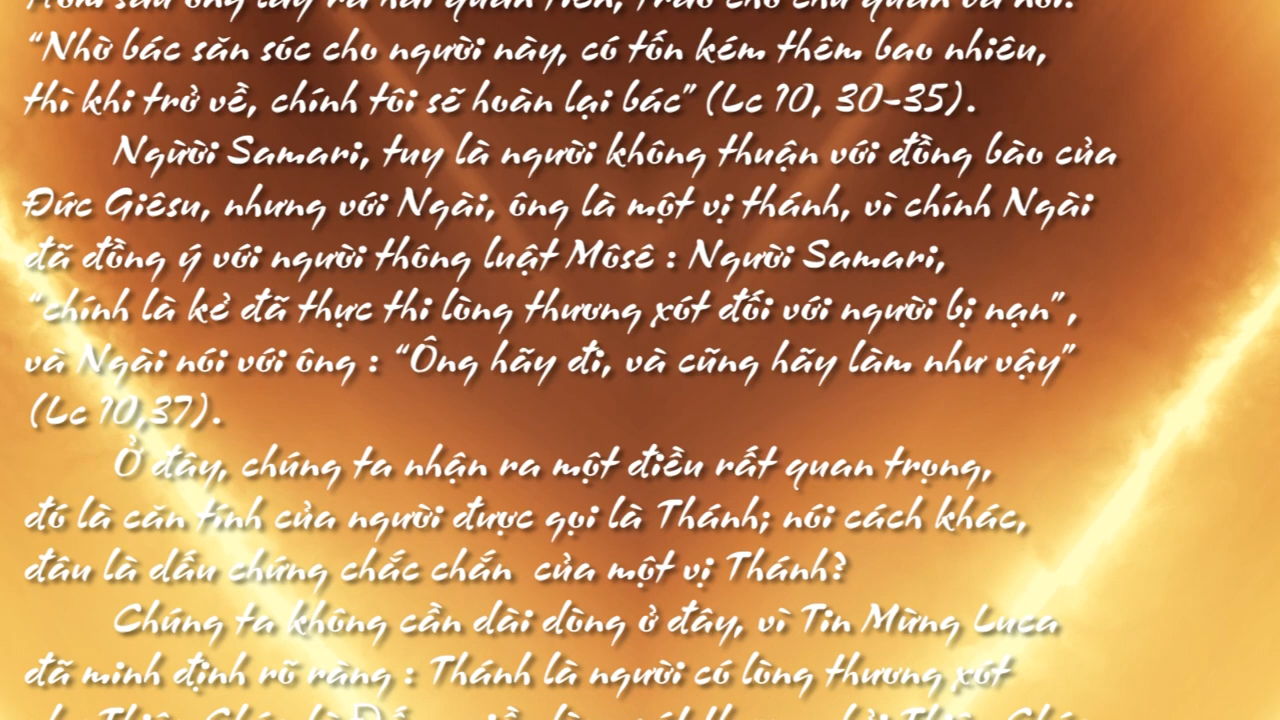 Hôm sau ông lấy ra hai quan tiền, trao cho chủ quán và nói:
“Nhờ bác săn sóc cho người này, có tốn kém thêm bao nhiêu,
thì khi trở về, chính tôi sẽ hoàn lại bác” (Lc 10, 30-35).
Ngừời Samari, tuy là người không thuận với đồng bào của
Đức Giêsu, nhưng với Ngài, ông là một vị thánh, vì chính Ngài
đã đồng ý với người thông luật Môsê : Người Samari,
“chính là kẻ đã thực thi lòng thương xót đối với người bị nạn”,
và Ngài nói với ông : “Ông hãy đi, và cũng hãy làm như vậy”
(Lc 10,37).
Ở đây, chúng ta nhận ra một điều rất quan trọng,
đó là căn tính của người được gọi là Thánh; nói cách khác,
đâu là dấu chứng chắc chắn của một vị Thánh?
Chúng ta không cần dài dòng ở đây, vì Tin Mừng Luca
đã minh định rõ ràng : Thánh là người có lòng thương xót